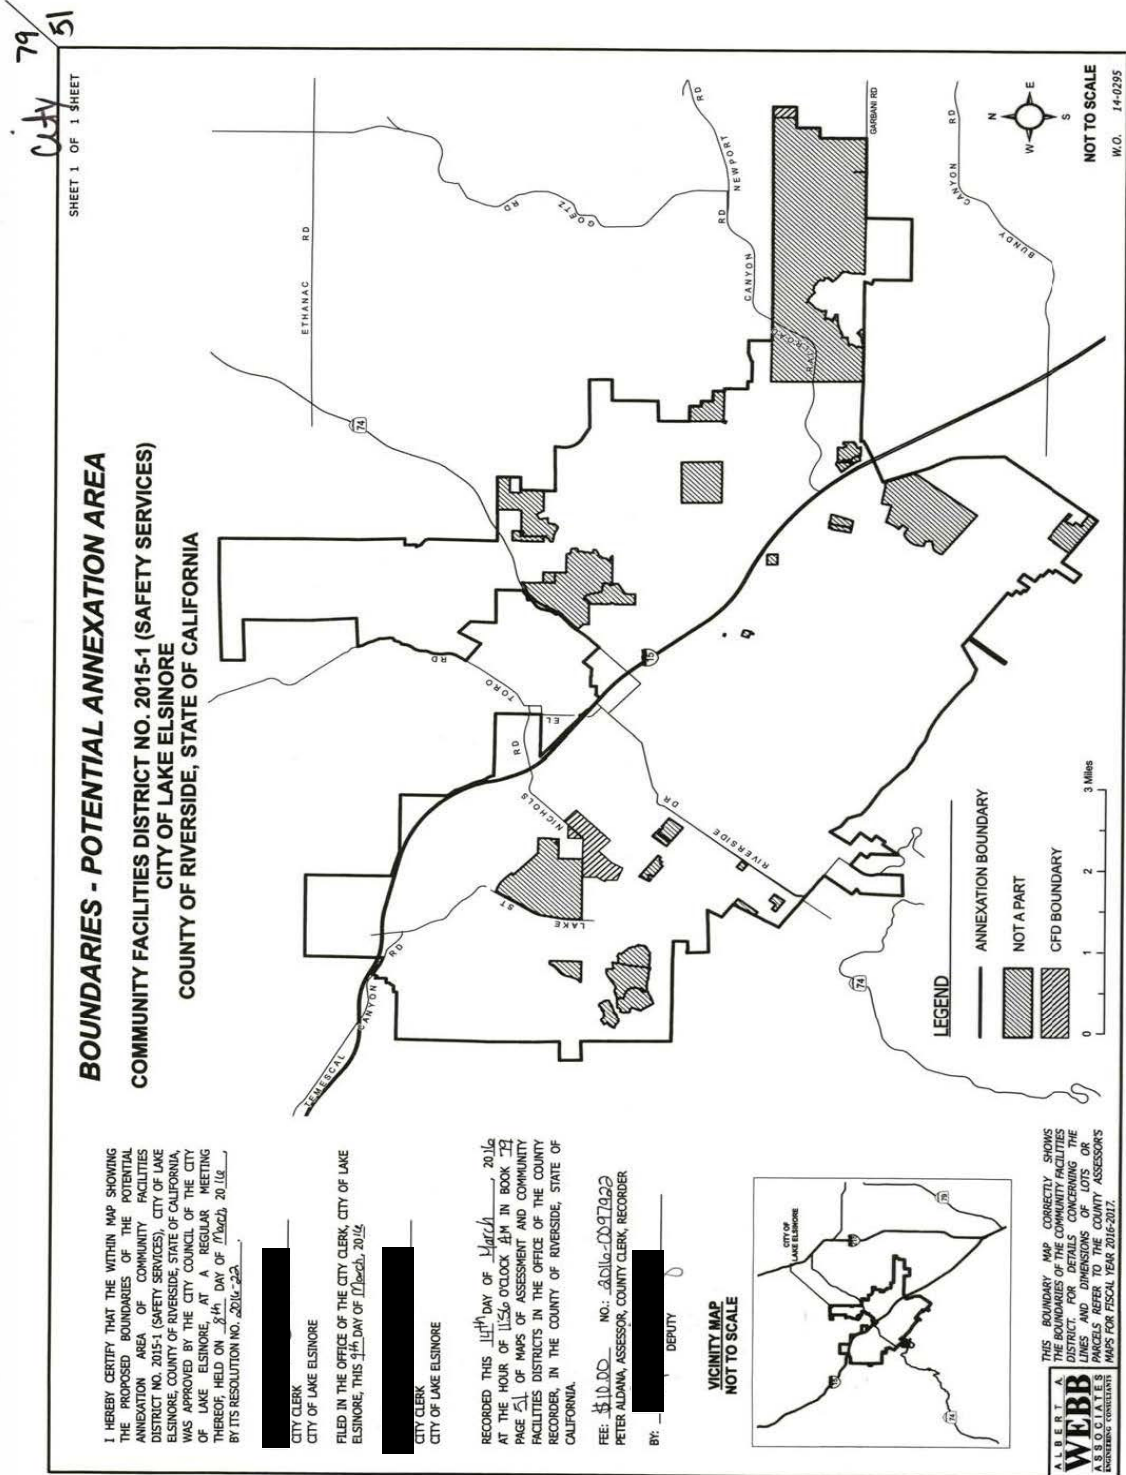 79
51
City
SHEET 1 OF 1 SHEET
BOUNDARIES - POTENTIAL ANNEXATION AREA
COMMUNITY FACILITIES DISTRICT NO. 2015-1 (SAFETY SERVICES)
CITY OF LAKE ELSINORE
COUNTY OF RIVERSIDE, STATE OF CALIFORNIA
I HEREBY CERTIFY THAT THE WITHIN MAP SHOWING
THE PROPOSED BOUNDARIES OF THE POTENTIAL
ANNEXATION AREA OF COMMUNITY FACILITIES
DISTRICT NO. 2015-1 (SAFETY SERVICES), CITY OF LAKE
ELSINORE, COUNTY OF RIVERSIDE, STATE OF CALIFORNIA,
WAS APPROVED BY THE CITY COUNCIL OF THE CITY
OF LAKE ELSINORE, AT A REGULAR MEETING
THEREOF, HELD ON 8th DAY OF March, 2016,
BY ITS RESOLUTION NO. 2016-22.
CITY CLERK
CITY OF LAKE ELSINORE
FILED IN THE OFFICE OF THE CITY CLERK, CITY OF LAKE
ELSINORE, THIS 9th DAY OF March, 2016
CITY CLERK
CITY OF LAKE ELSINORE
RECORDED THIS 14th DAY OF March, 2016
AT THE HOUR OF 11:56 O'CLOCK AM IN BOOK 79
PAGE 51 OF MAPS OF ASSESSMENT AND COMMUNITY
FACILITIES DISTRICTS IN THE OFFICE OF THE COUNTY
RECORDER, IN THE COUNTY OF RIVERSIDE, STATE OF
CALIFORNIA.
FEE: $10.00 NO.: 2016-0097922
PETER ALDANA, ASSESSOR, COUNTY CLERK, RECORDER
BY:
DEPUTY
VICINITY MAP
NOT TO SCALE
CITY OF
LAKE ELSINORE
15
15
74
79
ETHANAC RD
74
GOETZ RD
NEWPORT RD
RAILROAD CANYON RD
GARBANI RD
BUNDY CANYON RD
EL TORO RD
NICHOLS RD
15
RIVERSIDE DR
LAKE ST
TEMESCAL CANYON RD
74
N
E
S
W
NOT TO SCALE
W.O. 14-0295
LEGEND
ANNEXATION BOUNDARY
NOT A PART
CFD BOUNDARY
0 1 2 3 Miles
ALBERT A.
WEBB
ASSOCIATES
ENGINEERING CONSULTANTS
THIS BOUNDARY MAP CORRECTLY SHOWS
THE BOUNDARIES OF THE COMMUNITY FACILITIES
DISTRICT. FOR DETAILS CONCERNING THE
LINES AND DIMENSIONS OF LOTS OR
PARCELS REFER TO THE COUNTY ASSESSOR'S
MAPS FOR FISCAL YEAR 2016-2017.